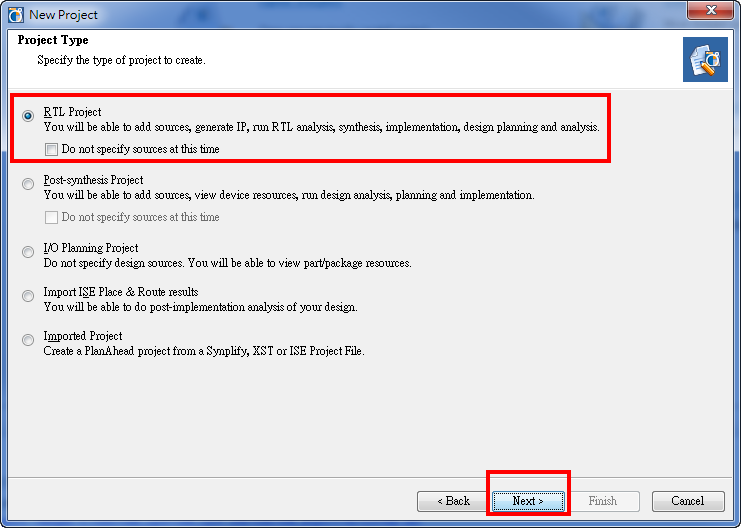 New Project
Project Type
Specify the type of project to create.
RTL Project
You will be able to add sources, generate IP, run RTL analysis, synthesis, implementation, design planning and analysis.
Do not specify sources at this time
Post-synthesis Project
You will be able to add sources, view device resources, run design analysis, planning and implementation.
Do not specify sources at this time
I/O Planning Project
Do not specify design sources. You will be able to view part/package resources.
Import ISE Place & Route results
You will be able to do post-implementation analysis of your design.
Imported Project
Create a PlanAhead project from a Synplify, XST or ISE Project File.
< Back Next > Finish Cancel